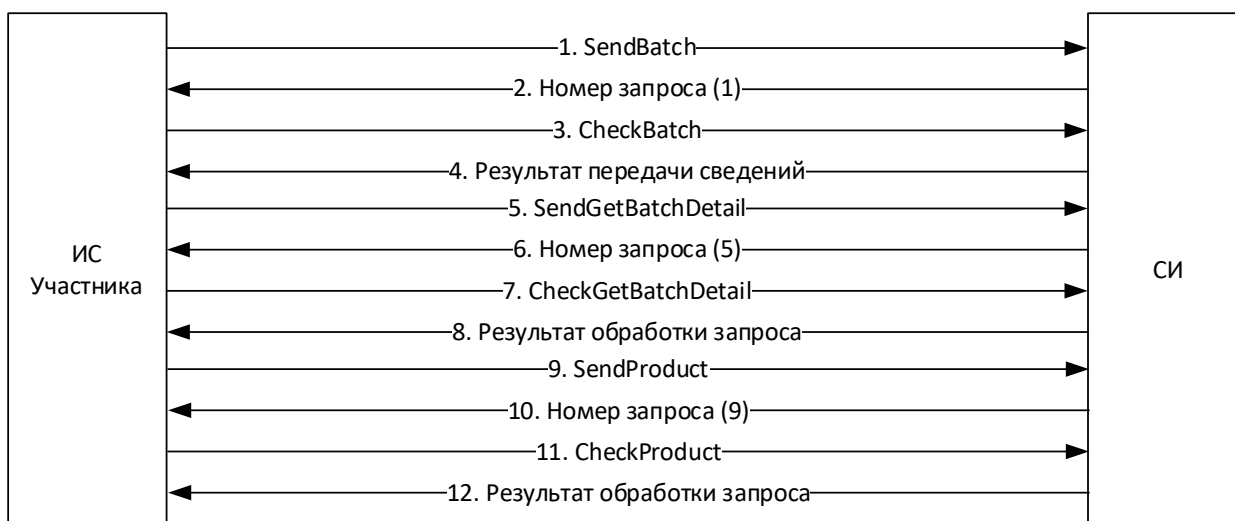 1. SendBatch
2. Номер запроса (1)
3. CheckBatch
4. Результат передачи сведений
5. SendGetBatchDetail
6. Номер запроса (5)
7. CheckGetBatchDetail
8. Результат обработки запроса
9. SendProduct
10. Номер запроса (9)
11. CheckProduct
12. Результат обработки запроса
ИС
Участника
СИ